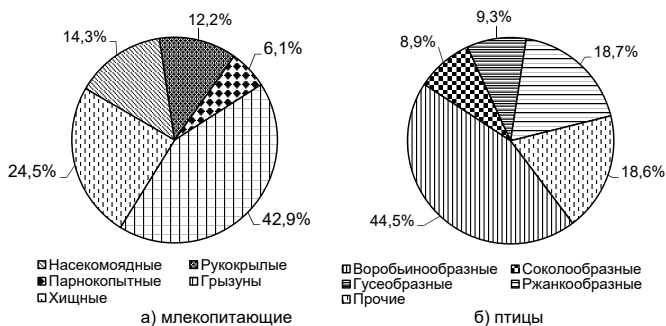 12,2%
14,3%
6,1%
24,5%
42,9%
Насекомоядные Рукокрылые
Парнокопытные Грызуны
Хищные
а) млекопитающие
9,3%
8,9%
18,7%
18,6%
44,5%
Воробьинообразные Соколообразные
Гусеобразные Ржанкообразные
Прочие
б) птицы